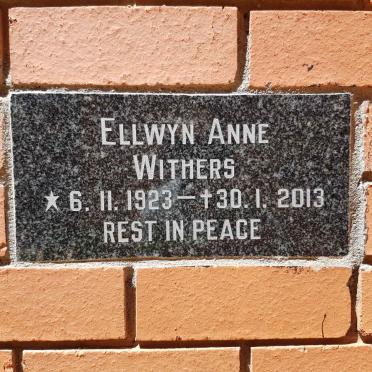 ELLWYN ANNE
WITHERS
★ 6. 11. 1923 — † 30. 1. 2013
REST IN PEACE